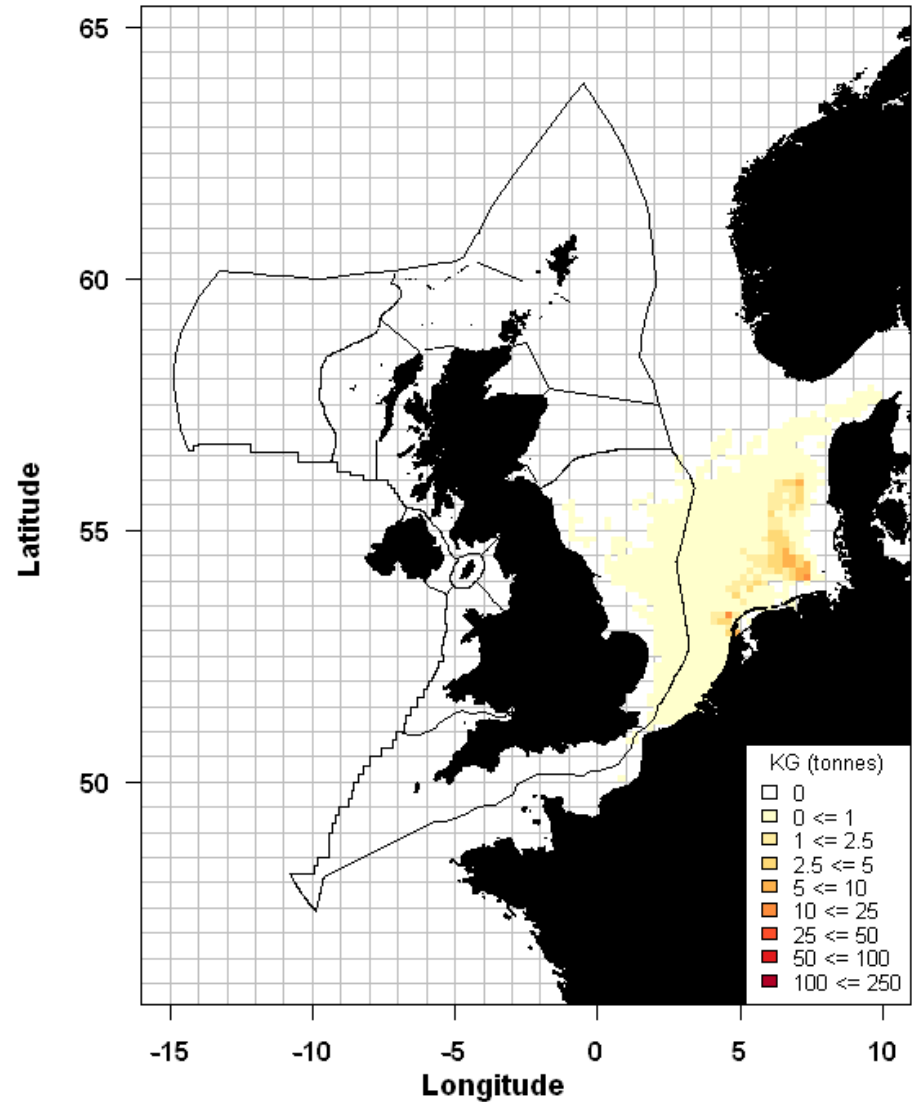 65
60
55
50
Latitude
-15 -10 -5 0 5 10
Longitude
KG (tonnes)
0
0 <= 1
1 <= 2.5
2.5 <= 5
5 <= 10
10 <= 25
25 <= 50
50 <= 100
100 <= 250